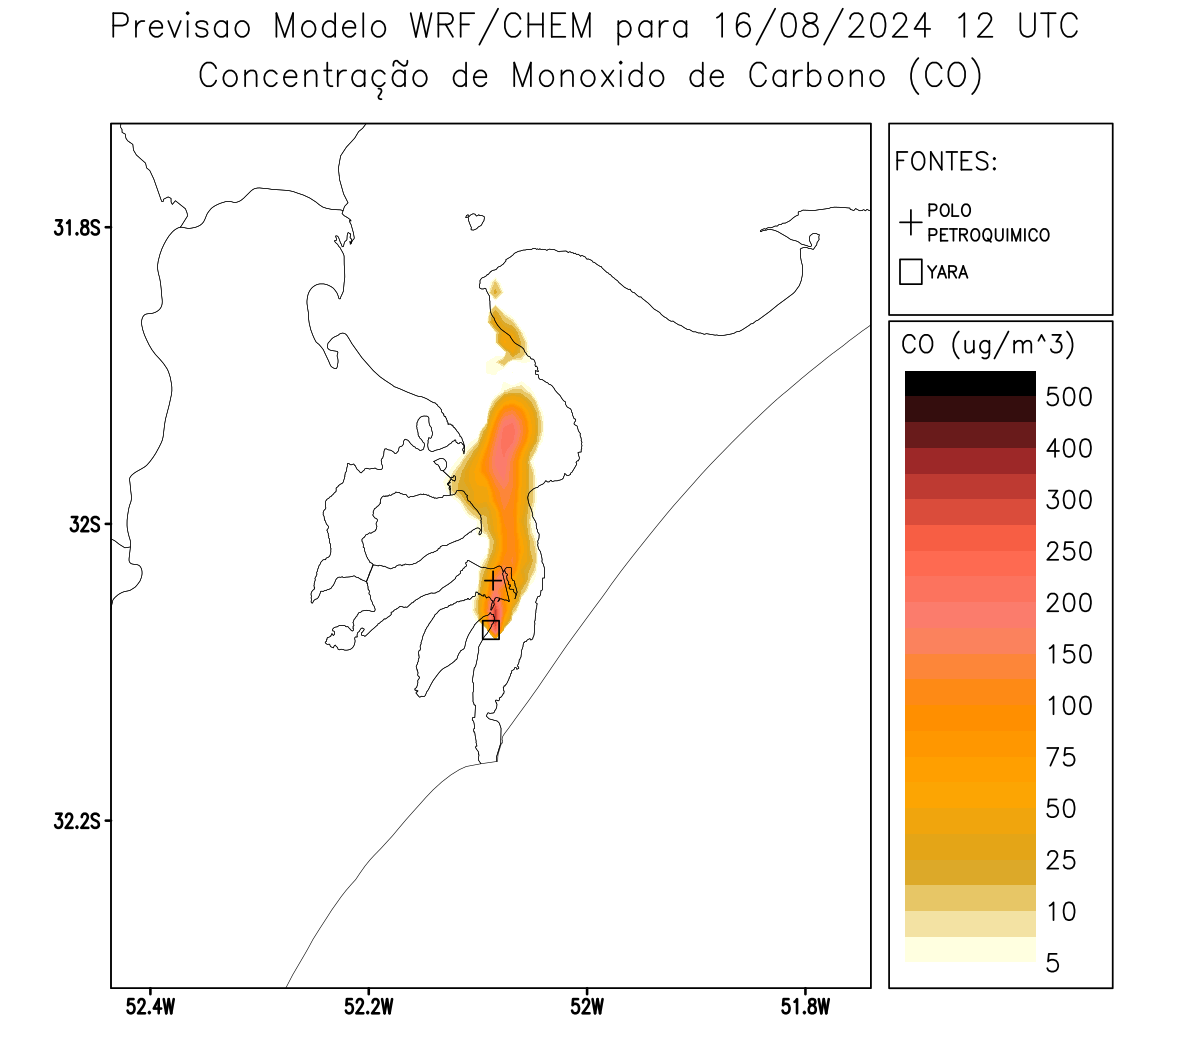 Previsao Modelo WRF/CHEM para 16/08/2024 12 UTC
Concentração de Monoxido de Carbono (CO)
FONTES:
POLO
PETROQUIMICO
YARA
CO (ug/m^3)
500
400
300
250
200
150
100
75
50
25
10
5
31.8S
32S
32.2S
52.4W
52.2W
52W
51.8W